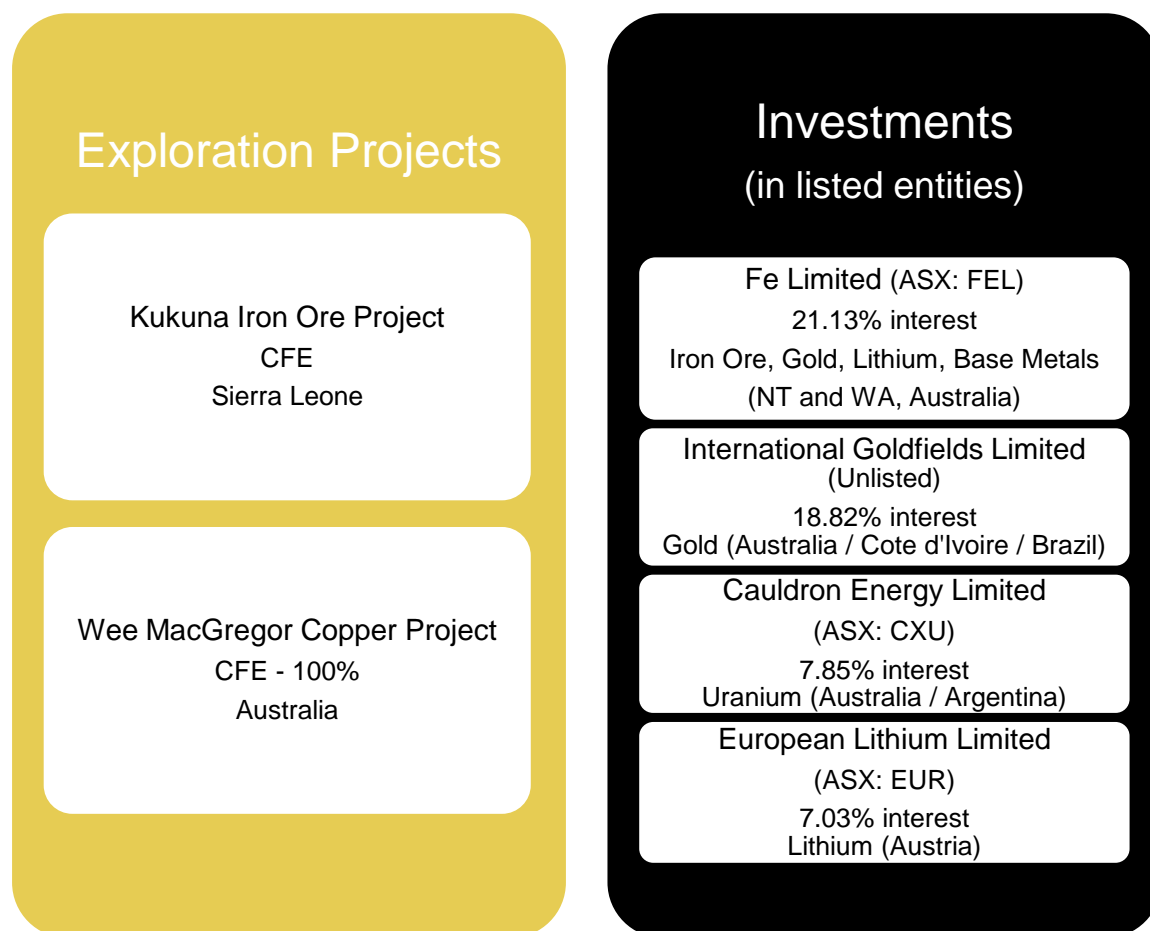 Exploration Projects
Kukuna Iron Ore Project
CFE
Sierra Leone
Wee MacGregor Copper Project
CFE - 100%
Australia
Investments
(in listed entities)
Fe Limited (ASX: FEL)
21.13% interest
Iron Ore, Gold, Lithium, Base Metals
(NT and WA, Australia)
International Goldfields Limited
(Unlisted)
18.82% interest
Gold (Australia / Cote d'Ivoire / Brazil)
Cauldron Energy Limited
(ASX: CXU)
7.85% interest
Uranium (Australia / Argentina)
European Lithium Limited
(ASX: EUR)
7.03% interest
Lithium (Austria)